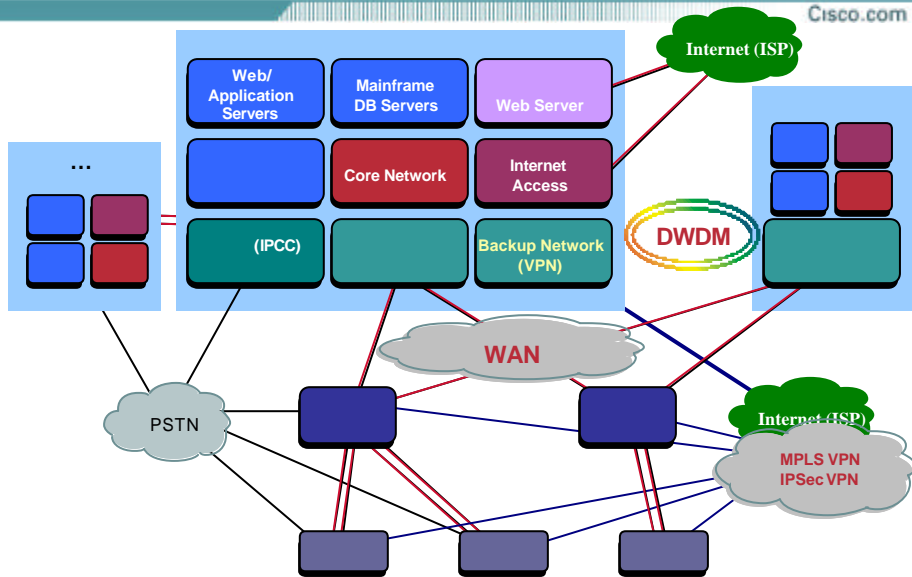 Cisco.com
Internet (ISP)
Web/
Application
Servers
Mainframe
DB Servers
Web Server
...
Core Network
Internet
Access
(IPCC)
Backup Network
(VPN)
DWDM
WAN
PSTN
Internet (ISP)
MPLS VPN
IPSec VPN